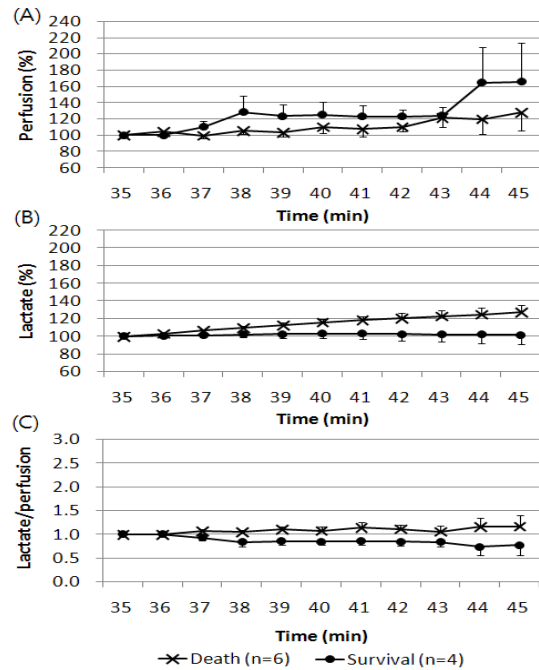 (A)
Perfusion (%)
240
220
200
180
160
140
120
100
80
60
35 36 37 38 39 40 41 42 43 44 45
Time (min)
(B)
Lactate (%)
220
200
180
160
140
120
100
80
60
35 36 37 38 39 40 41 42 43 44 45
Time (min)
(C)
Lactate/perfusion
3.0
2.5
2.0
1.5
1.0
0.5
0.0
35 36 37 38 39 40 41 42 43 44 45
Time (min)
Death (n=6) Survival (n=4)